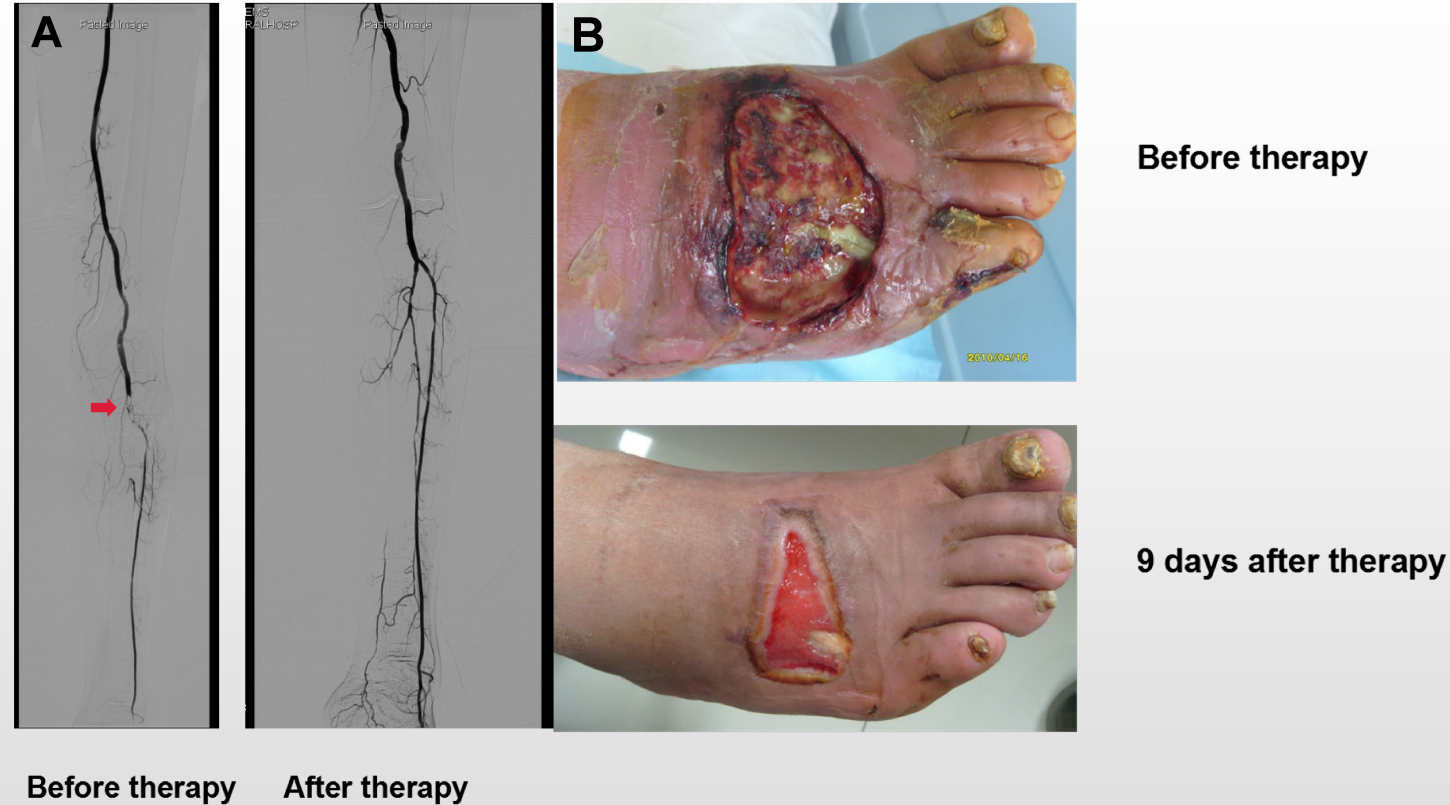 A
Pasted Image
EMS
RALHOSP
Pasted Image
B
Before therapy
2010/04/16
9 days after therapy
Before therapy
After therapy